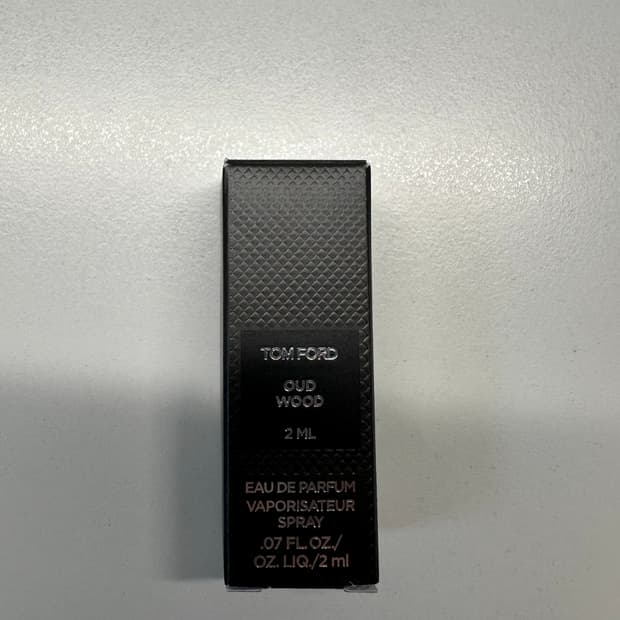 TOM FORD
OUD
WOOD
2 ML
EAU DE PARFUM
VAPORISATEUR
SPRAY
.07 FL.OZ./
OZ. LIQ./2 ml